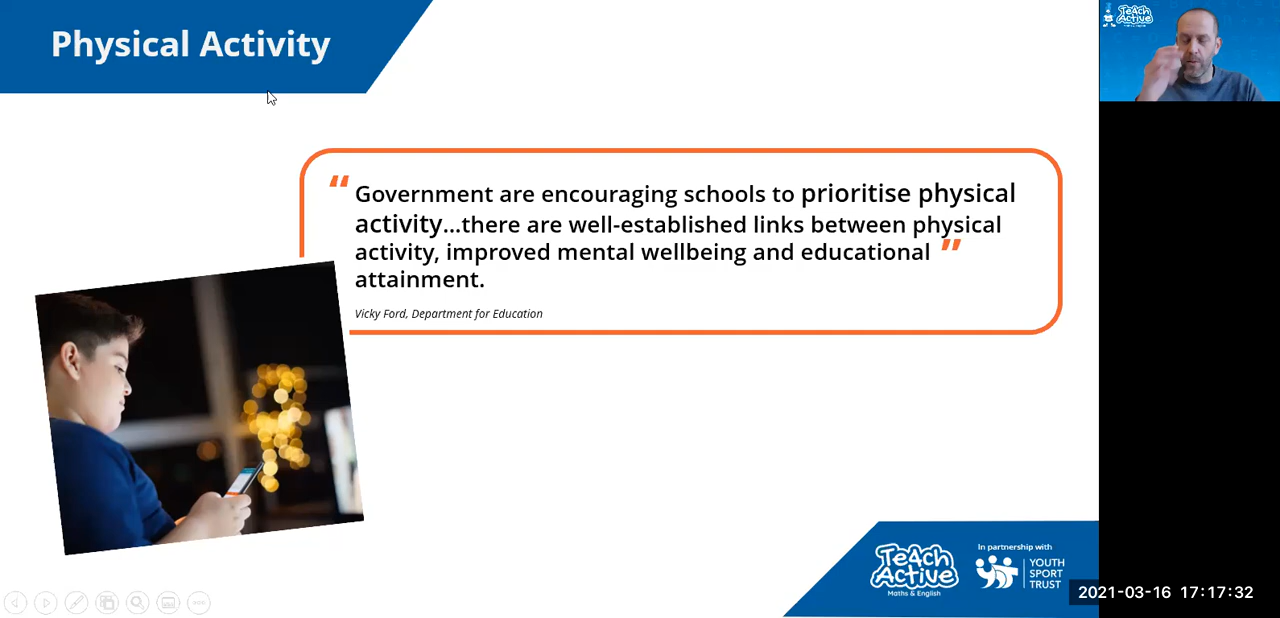 Physical Activity
Teach
Active
“Government are encouraging schools to prioritise physical
activity...there are well-established links between physical
activity, improved mental wellbeing and educational ”
attainment.
Vicky Ford, Department for Education
TeAch
Active
Maths & English
In partnership with
YOUTH
SPORT
TRUST
2021-03-16 17:17:32